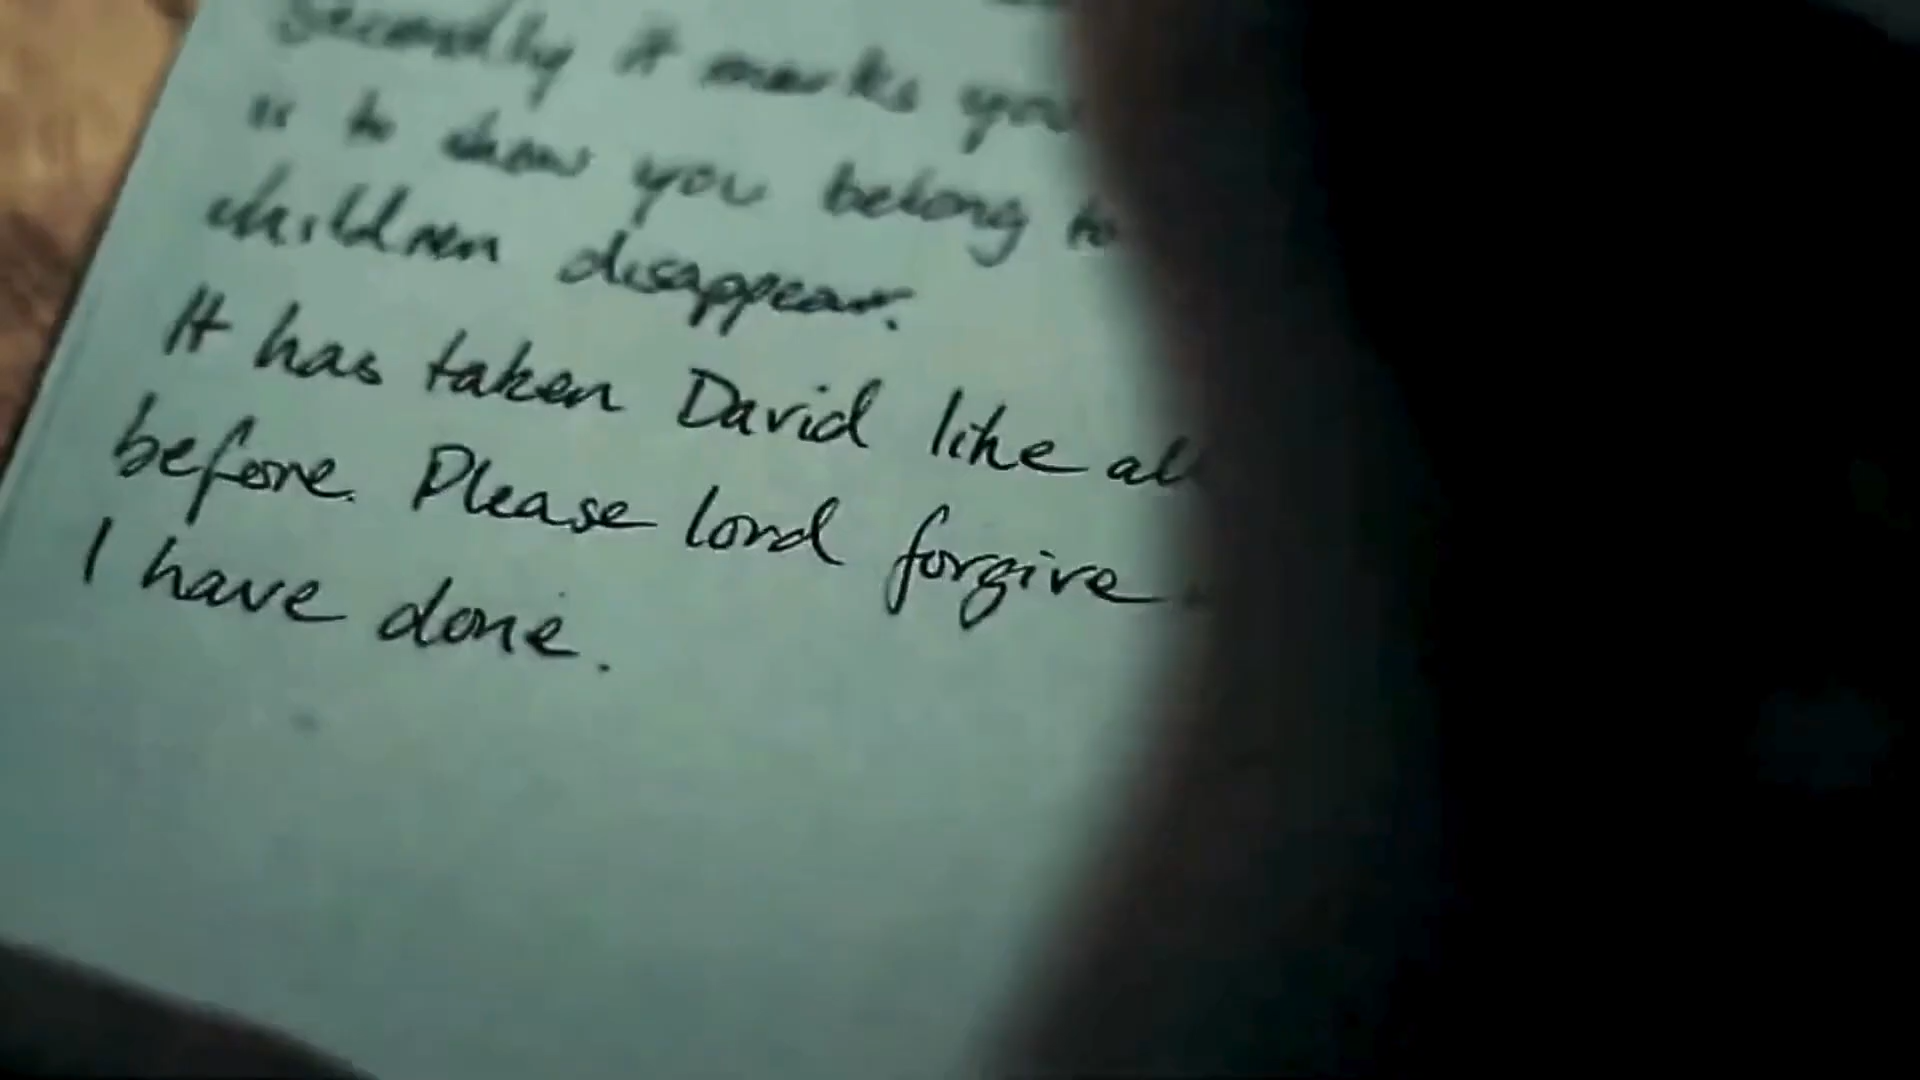 Secondly it marks you
is to show you belong to
children disappear.
It has taken David like all
before. Please lord forgive
I have done.